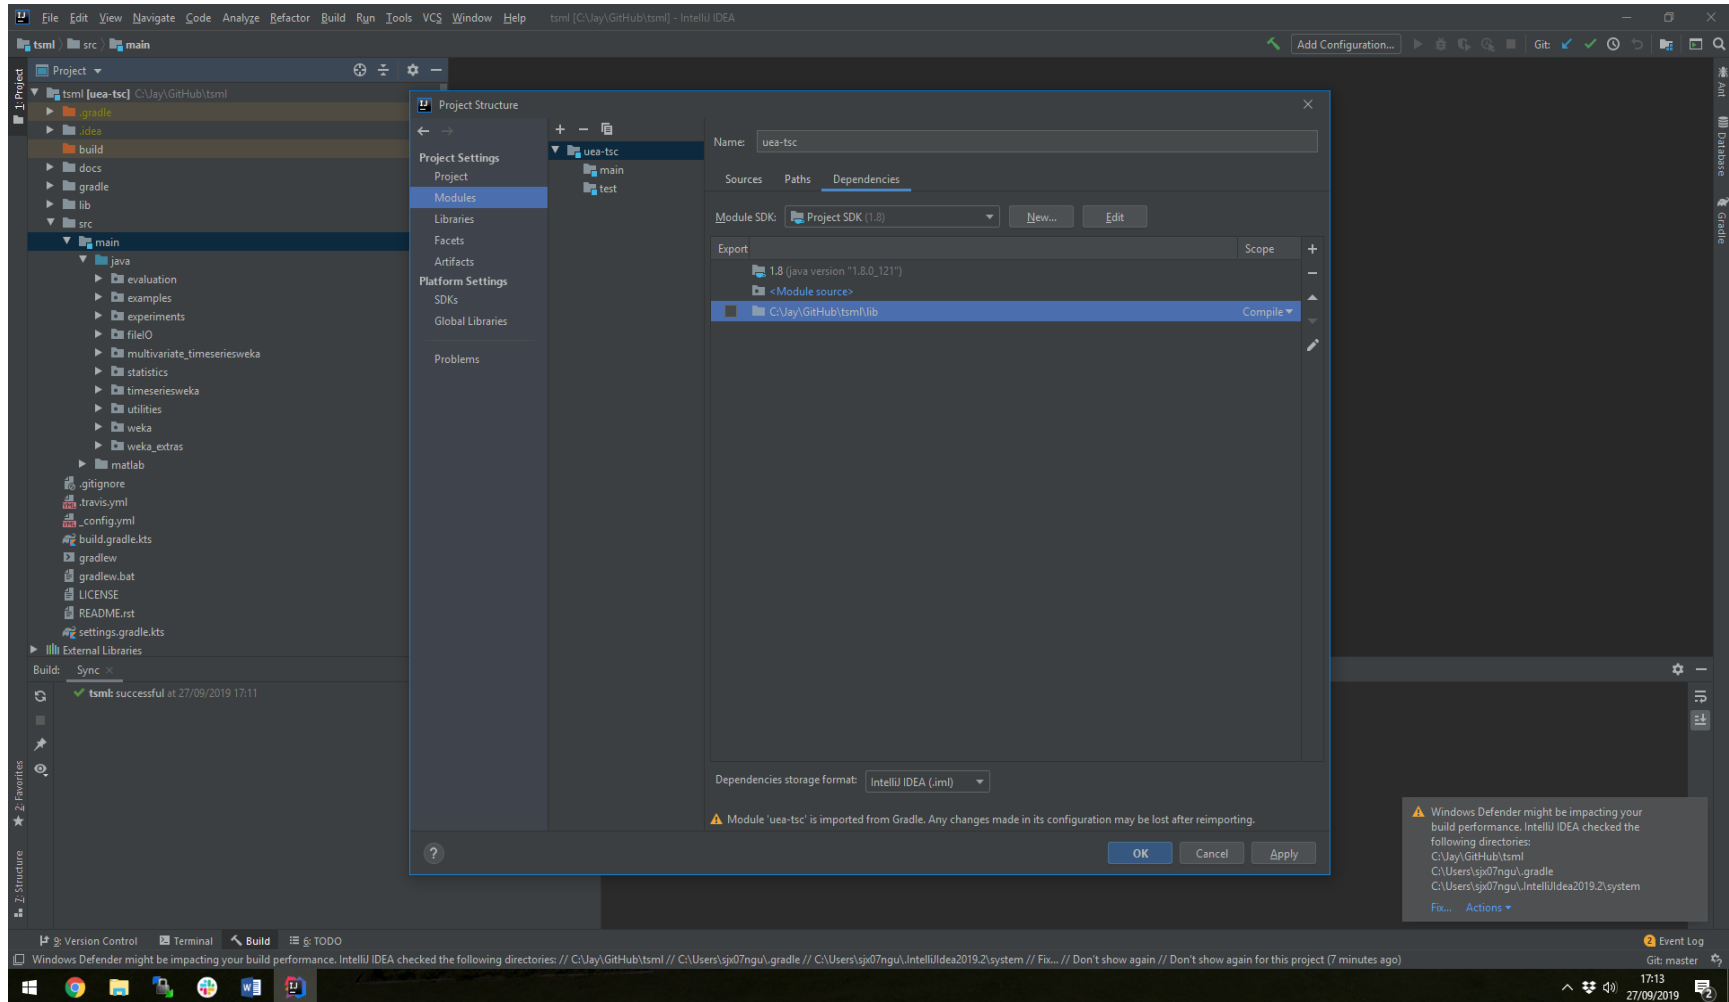 File Edit View Navigate Code Analyze Refactor Build Run Tools VCS Window Help tsml [C:\Jay\GitHub\tsml] - IntelliJ IDEA
tsml src main
Add Configuration... Git:
1: Project
Project
tsml [uea-tsc] C:\Jay\GitHub\tsml
.gradle
.idea
build
docs
gradle
lib
src
main
java
evaluation
examples
experiments
fileIO
multivariate_timeseriesweka
statistics
timeseriesweka
utilities
weka
weka_extras
matlab
.gitignore
.travis.yml
_config.yml
build.gradle.kts
gradlew
gradlew.bat
LICENSE
README.rst
settings.gradle.kts
External Libraries
Project Structure
Project Settings
Project
Modules
Libraries
Facets
Artifacts
Platform Settings
SDKs
Global Libraries
Problems
uea-tsc
main
test
Name: uea-tsc
Sources Paths Dependencies
Module SDK: Project SDK (1.8) New... Edit
Export Scope
1.8 (java version "1.8.0_121")
<Module source>
C:\Jay\GitHub\tsml\lib Compile
Dependencies storage format: IntelliJ IDEA (.iml)
Module 'uea-tsc' is imported from Gradle. Any changes made in its configuration may be lost after reimporting.
? OK Cancel Apply
Ant
Database
Gradle
Build: Sync
tsml: successful at 27/09/2019 17:11
2: Favorites
7: Structure
Windows Defender might be impacting your
build performance. IntelliJ IDEA checked the
following directories:
C:\Jay\GitHub\tsml
C:\Users\sjx07ngu\.gradle
C:\Users\sjx07ngu\.IntelliJIdea2019.2\system
Fix... Actions
9: Version Control Terminal Build 6: TODO
2 Event Log
Windows Defender might be impacting your build performance. IntelliJ IDEA checked the following directories: // C:\Jay\GitHub\tsml // C:\Users\sjx07ngu\.gradle // C:\Users\sjx07ngu\.IntelliJIdea2019.2\system // Fix... // Don't show again // Don't show again for this project (7 minutes ago)
Git: master
17:13
27/09/2019
2